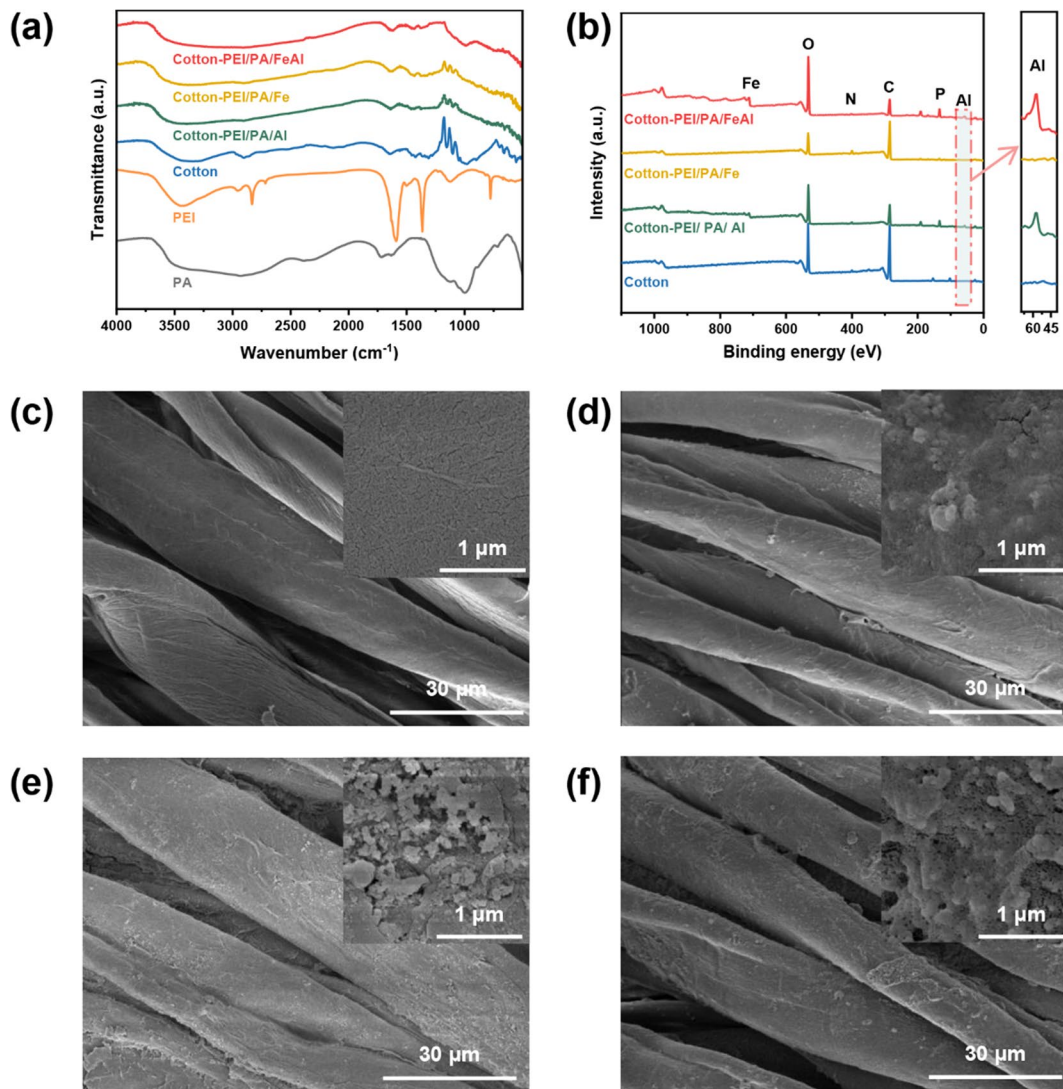 (a)
Transmittance (a.u.)
Cotton-PEI/PA/FeAl
Cotton-PEI/PA/Fe
Cotton-PEI/PA/Al
Cotton
PEI
PA
4000 3500 3000 2500 2000 1500 1000
Wavenumber (cm⁻¹)
(b)
Intensity (a.u.)
Fe O N C P Al
Cotton-PEI/PA/FeAl
Cotton-PEI/PA/Fe
Cotton-PEI/ PA/ Al
Cotton
1000 800 600 400 200 0
Binding energy (eV)
Al
Al
60 45
(c)
1 µm
30 µm
(d)
1 µm
30 µm
(e)
1 µm
30 µm
(f)
1 µm
30 µm